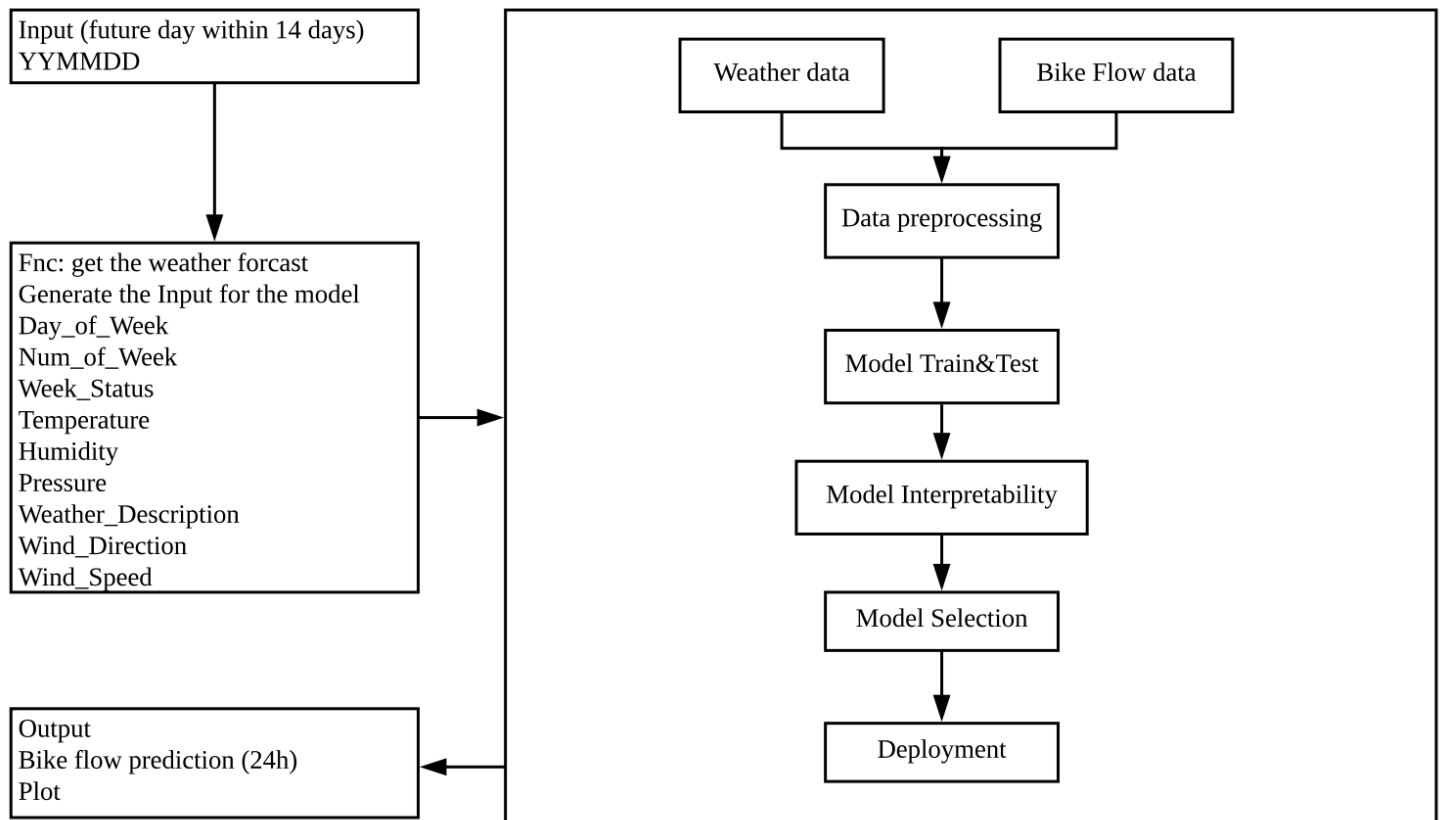 Input (future day within 14 days)
YYMMDD
Fnc: get the weather forcast
Generate the Input for the model
Day_of_Week
Num_of_Week
Week_Status
Temperature
Humidity
Pressure
Weather_Description
Wind_Direction
Wind_Speed
Output
Bike flow prediction (24h)
Plot
Weather data
Bike Flow data
Data preprocessing
Model Train&Test
Model Interpretability
Model Selection
Deployment